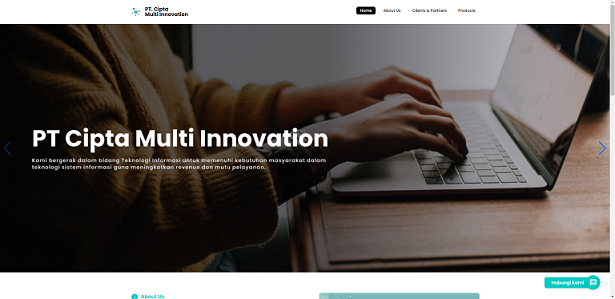 PT. Cipta
Multi Innovation
Home
About Us
Clients & Partners
Products
PT Cipta Multi Innovation
Kami bergerak dalam bidang Teknologi Informasi untuk memenuhi kebutuhan masyarakat dalam
teknologi sistem informasi guna meningkatkan revenue dan mutu pelayanan.
Hubungi Kami
About Us